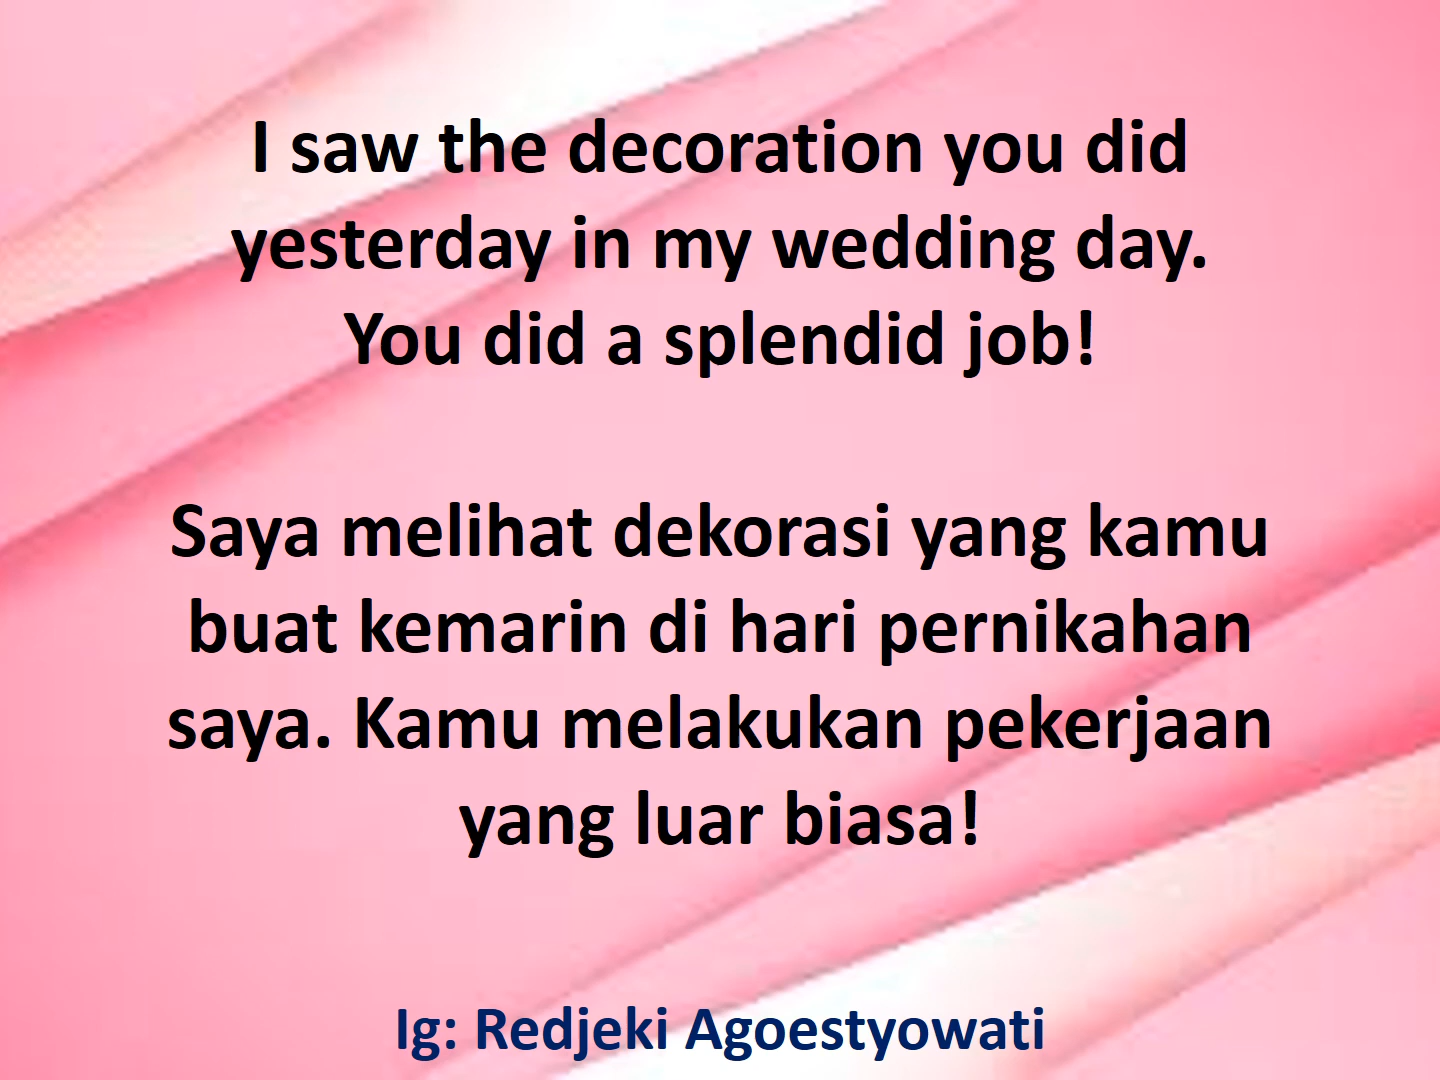 I saw the decoration you did
yesterday in my wedding day.
You did a splendid job!
Saya melihat dekorasi yang kamu
buat kemarin di hari pernikahan
saya. Kamu melakukan pekerjaan
yang luar biasa!
Ig: Redjeki Agoestyowati